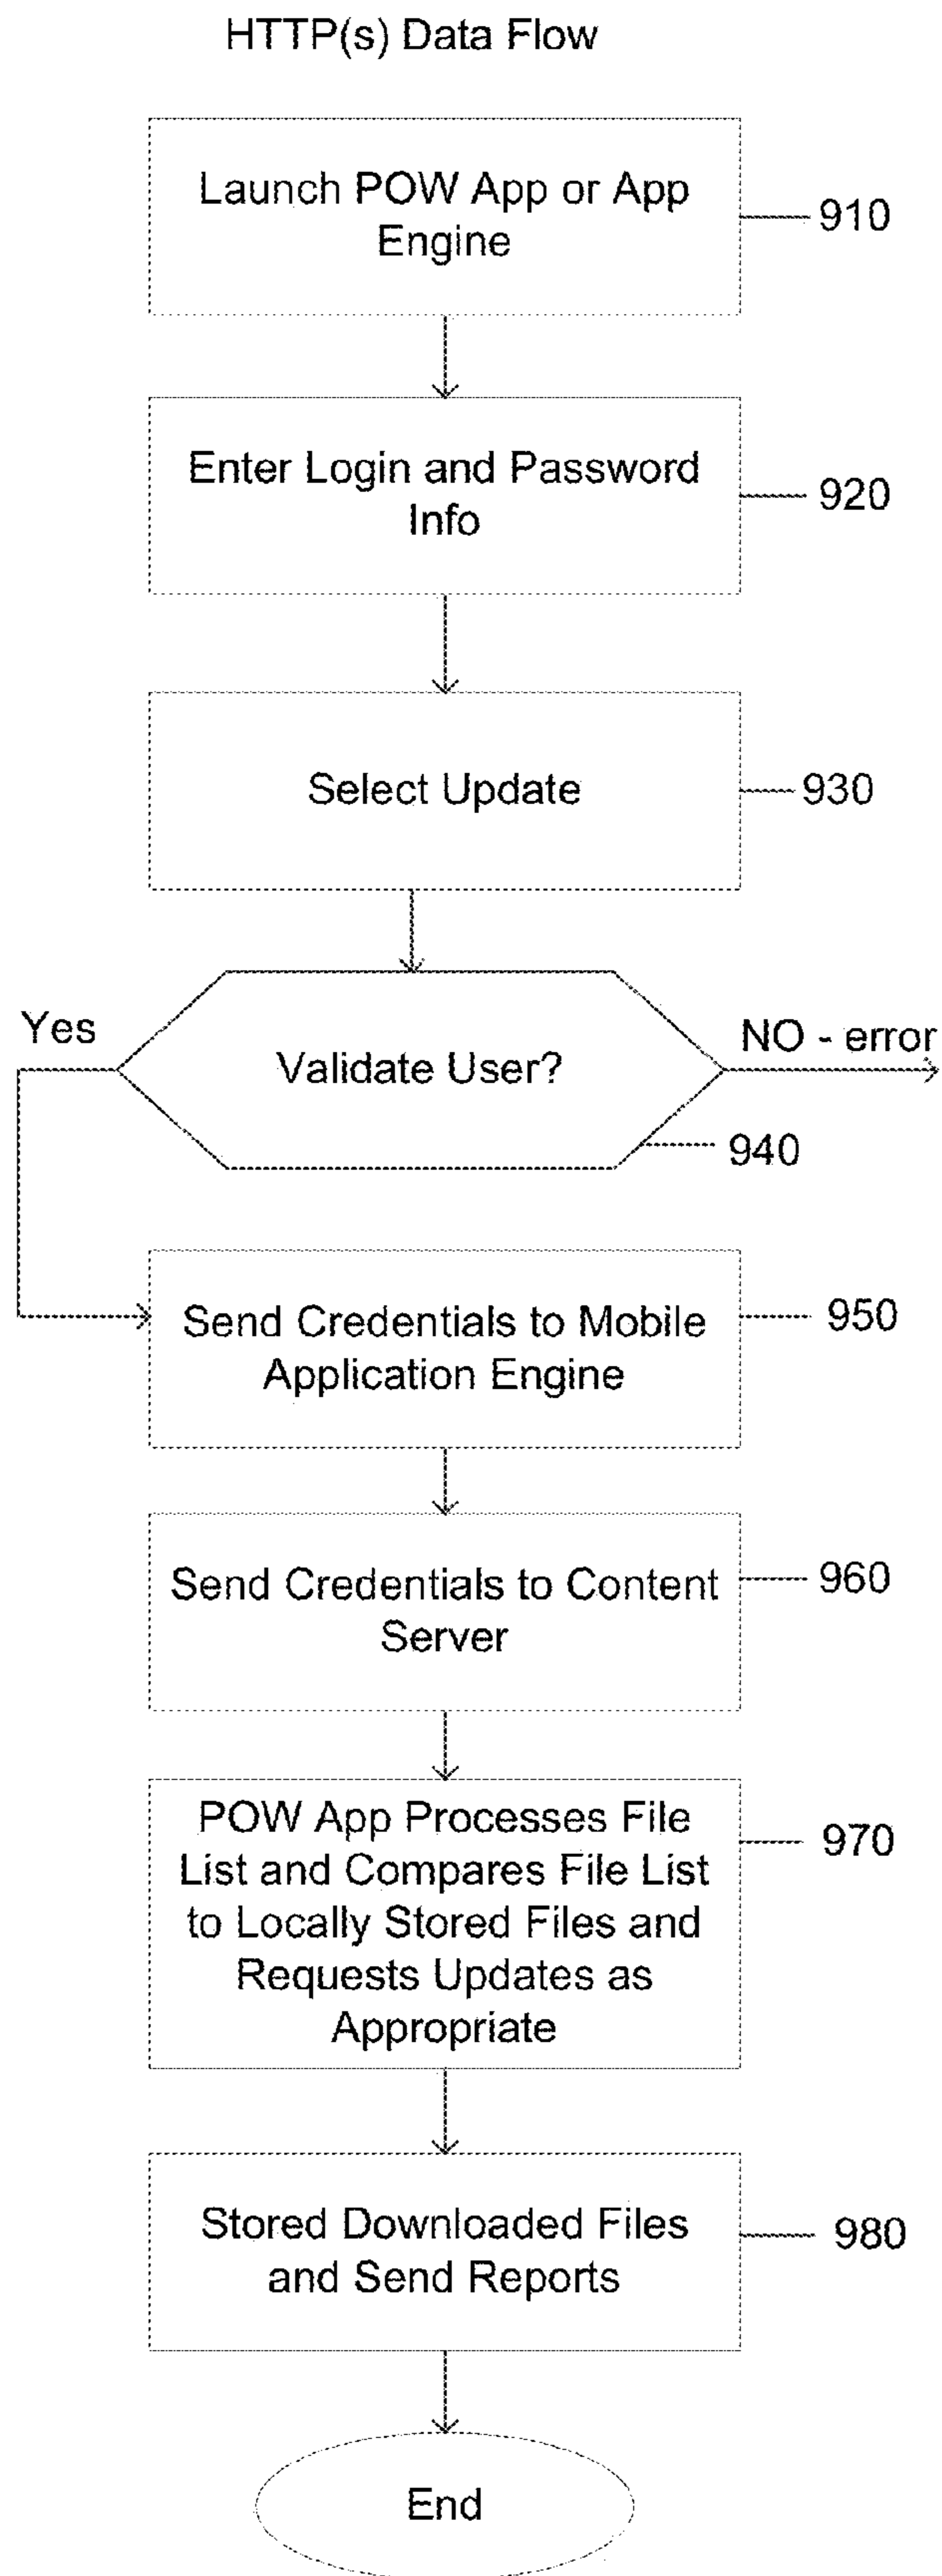 HTTP(s) Data Flow
Launch POW App or App
Engine
910
Enter Login and Password
Info
920
Select Update
930
Yes
Validate User?
NO - error
940
Send Credentials to Mobile
Application Engine
950
Send Credentials to Content
Server
960
POW App Processes File
List and Compares File List
to Locally Stored Files and
Requests Updates as
Appropriate
970
Stored Downloaded Files
and Send Reports
980
End